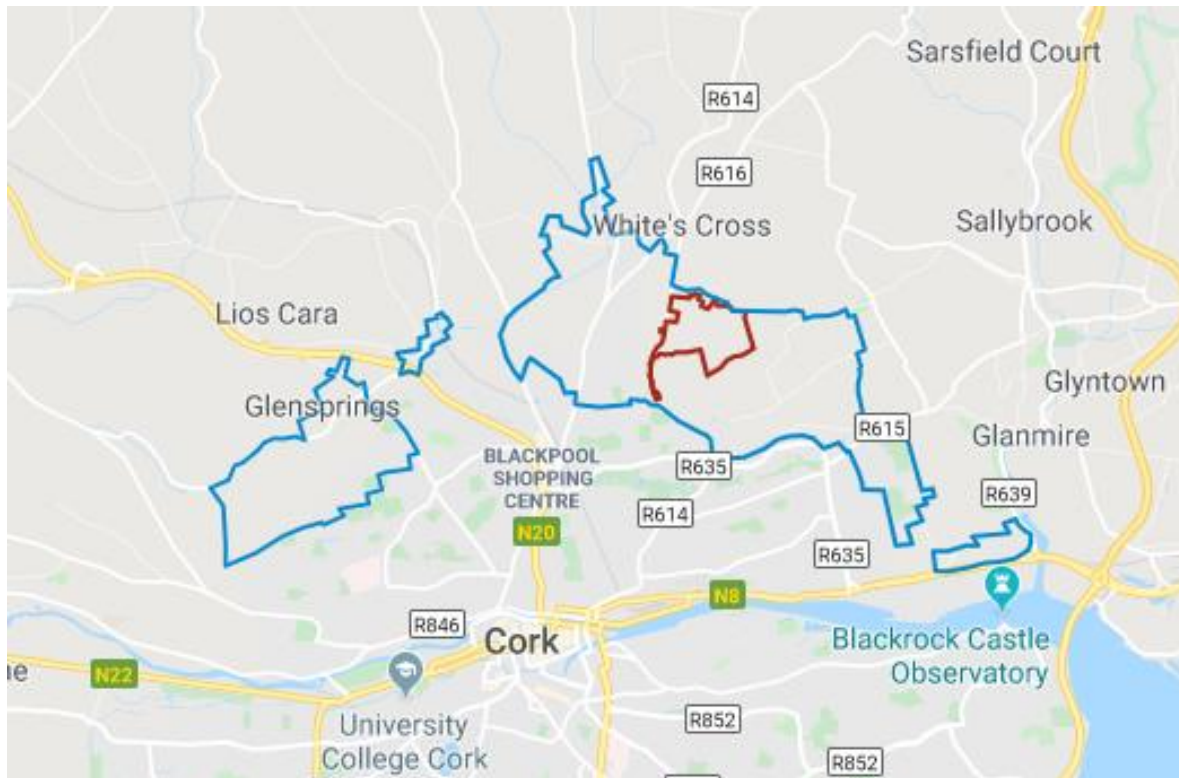 Sarsfield Court
R614
R616
White's Cross
Sallybrook
Lios Cara
Glensprings
Glyntown
R615
Glanmire
BLACKPOOL
SHOPPING
CENTRE
R635
R639
R614
N20
R635
N8
R846
Cork
Blackrock Castle
Observatory
ne
N22
University
College Cork
R852
R852